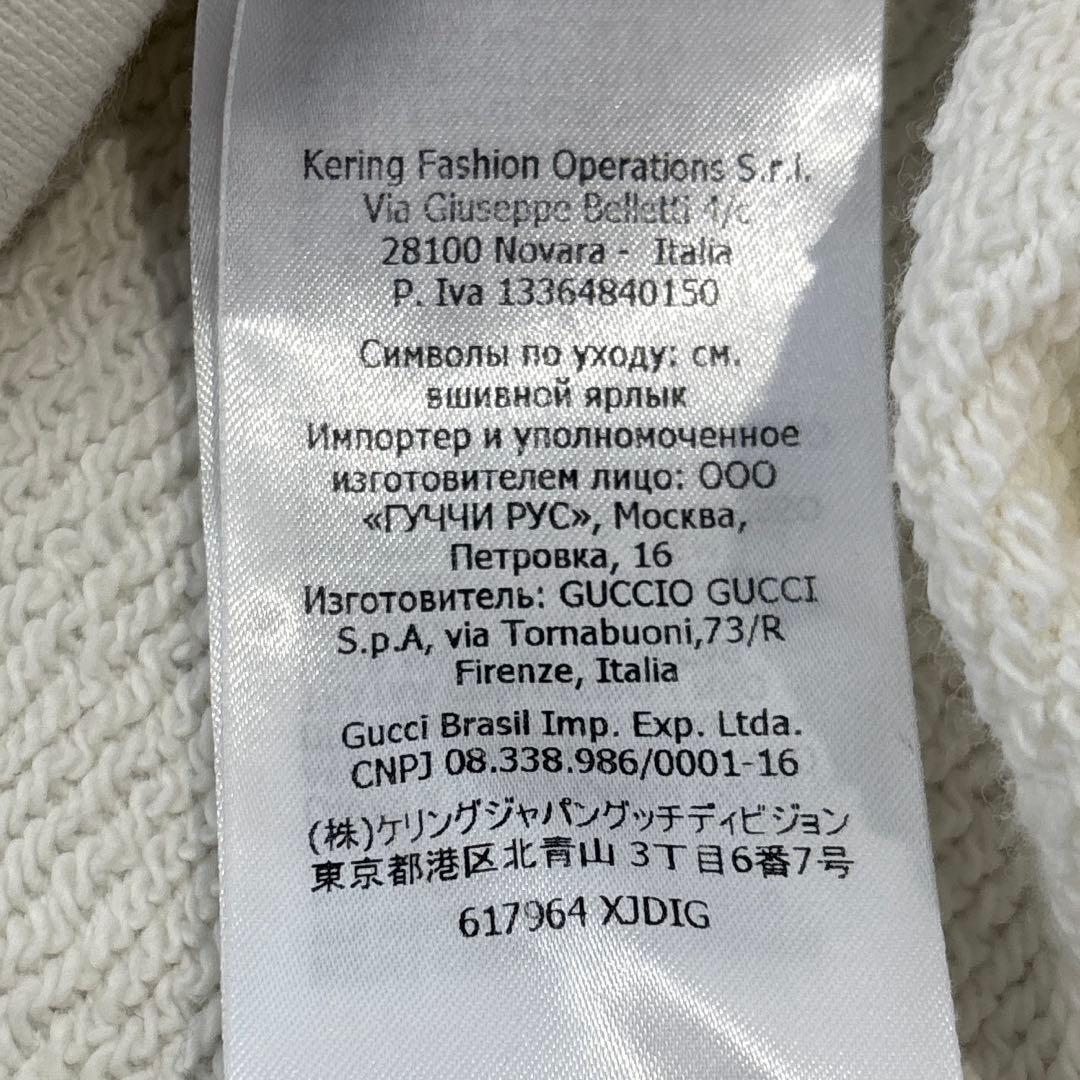 Kering Fashion Operations S.r.l.
Via Giuseppe Belletti 4/c
28100 Novara - Italia
P. Iva 13364840150
Символы по уходу: см.
вшивной ярлык
Импортер и уполномоченное
изготовителем лицо: ООО
«ГУЧЧИ РУС», Москва,
Петровка, 16
Изготовитель: GUCCIO GUCCI
S.p.A, via Tornabuoni,73/R
Firenze, Italia
Gucci Brasil Imp. Exp. Ltda.
CNPJ 08.338.986/0001-16
(株)ケリングジャパングッチディビジョン
東京都港区北青山 3丁目6番7号
617964 XJDIG